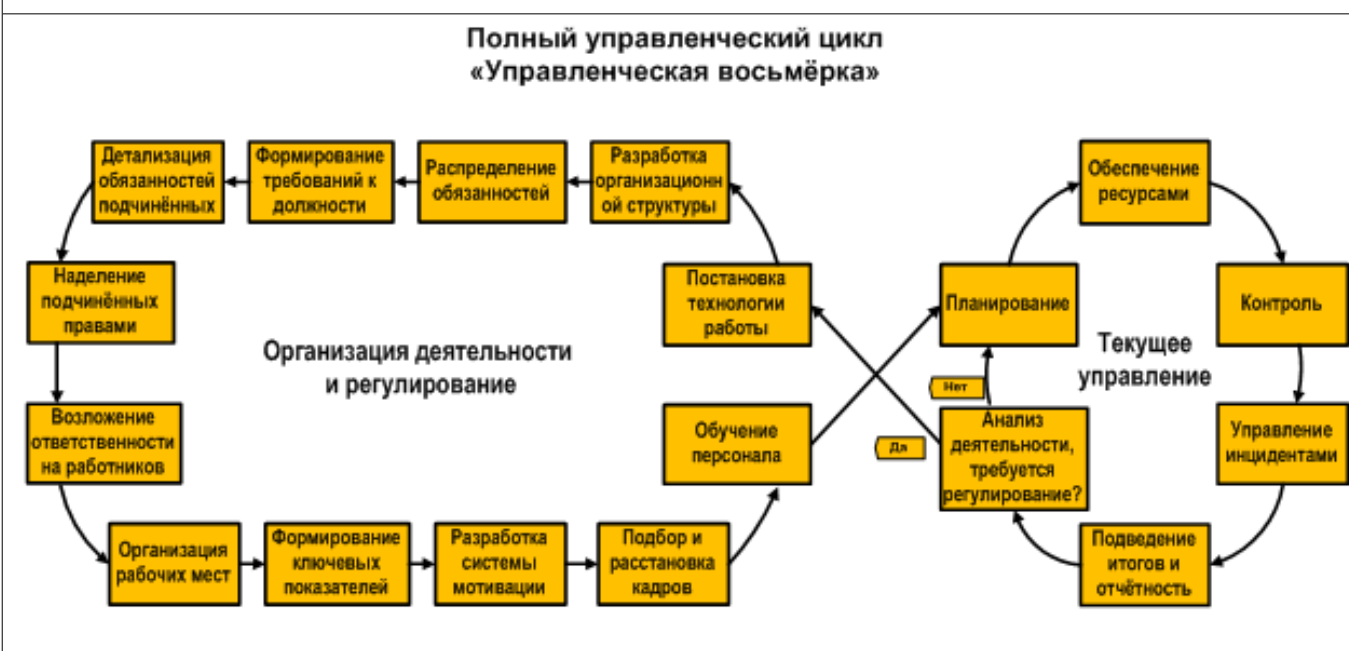 Полный управленческий цикл
«Управленческая восьмёрка»
Детализация
обязанностей
подчинённых
Формирование
требований к
должности
Распределение
обязанностей
Разработка
организационн
ой структуры
Обеспечение
ресурсами
Наделение
подчинённых
правами
Постановка
технологии
работы
Планирование
Контроль
Организация деятельности
и регулирование
Текущее
управление
Нет
Возложение
ответственности
на работников
Обучение
персонала
Да
Анализ
деятельности,
требуется
регулирование?
Управление
инцидентами
Организация
рабочих мест
Формирование
ключевых
показателей
Разработка
системы
мотивации
Подбор и
расстановка
кадров
Подведение
итогов и
отчётность